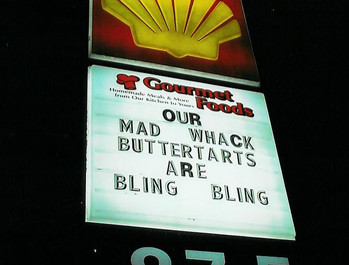 Gourmet
Homemade Meals & More
from Our Kitchen to Yours
Foods
OUR
MAD WHACK
BUTTERTARTS
ARE
BLING BLING